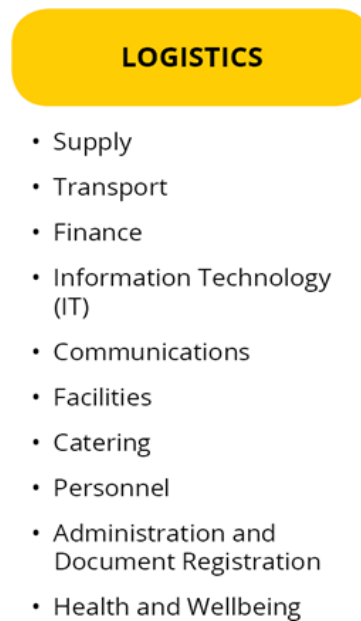 LOGISTICS
• Supply
• Transport
• Finance
• Information Technology
(IT)
• Communications
• Facilities
• Catering
• Personnel
• Administration and
Document Registration
• Health and Wellbeing